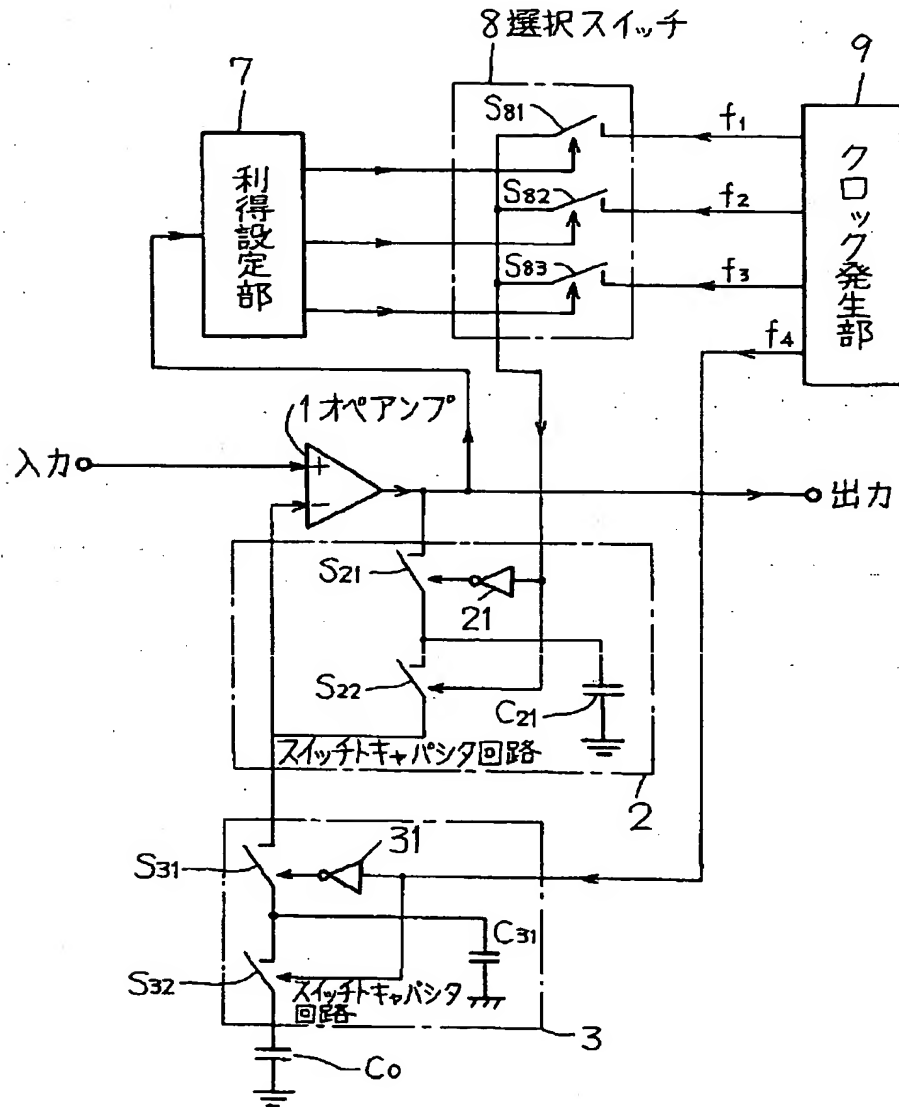 8選択スイッチ
7
9
S81
f1
利得設定部
S82
f2
クロック発生部
S83
f3
f4
1オペアンプ
入力
+
−
出力
S21
21
S22
C21
スイッチトキャパシタ回路
2
31
S31
C31
S32
スイッチトキャパシタ
回路
3
Co